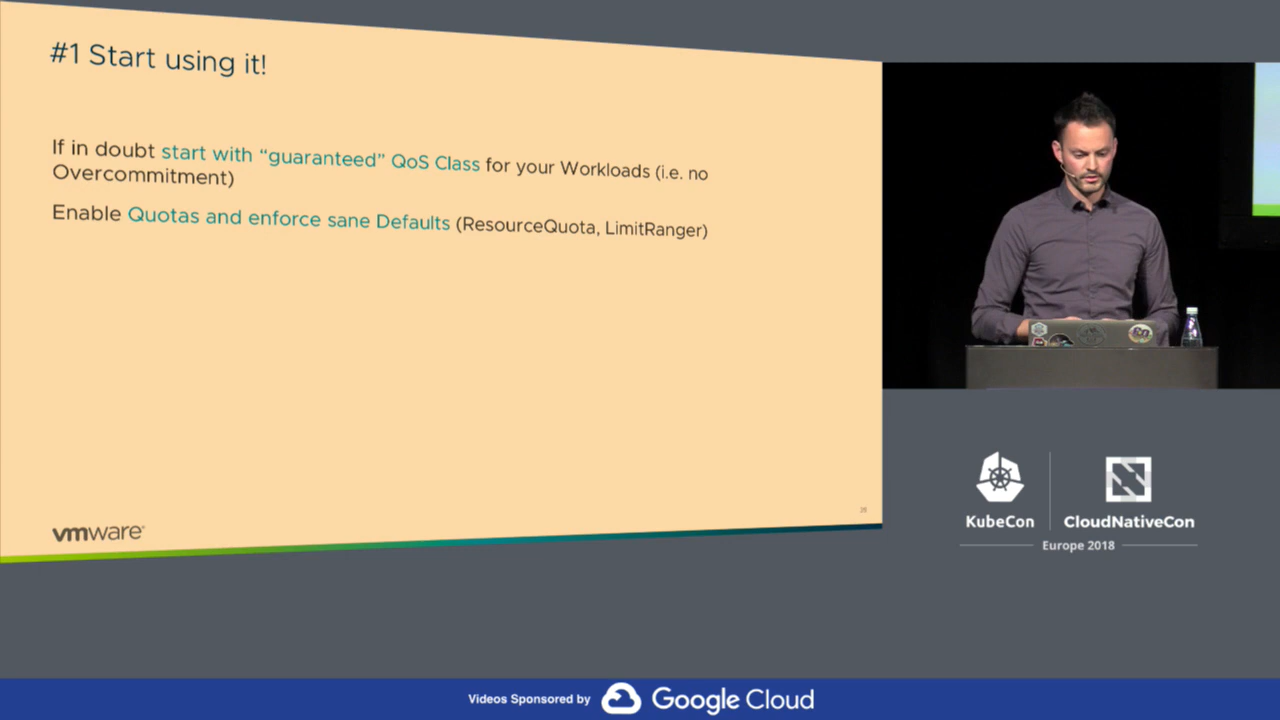 #1 Start using it!
If in doubt start with “guaranteed” QoS Class for your Workloads (i.e. no
Overcommitment)
Enable Quotas and enforce sane Defaults (ResourceQuota, LimitRanger)
vmware®
KubeCon
CloudNativeCon
Europe 2018
Videos Sponsored by Google Cloud